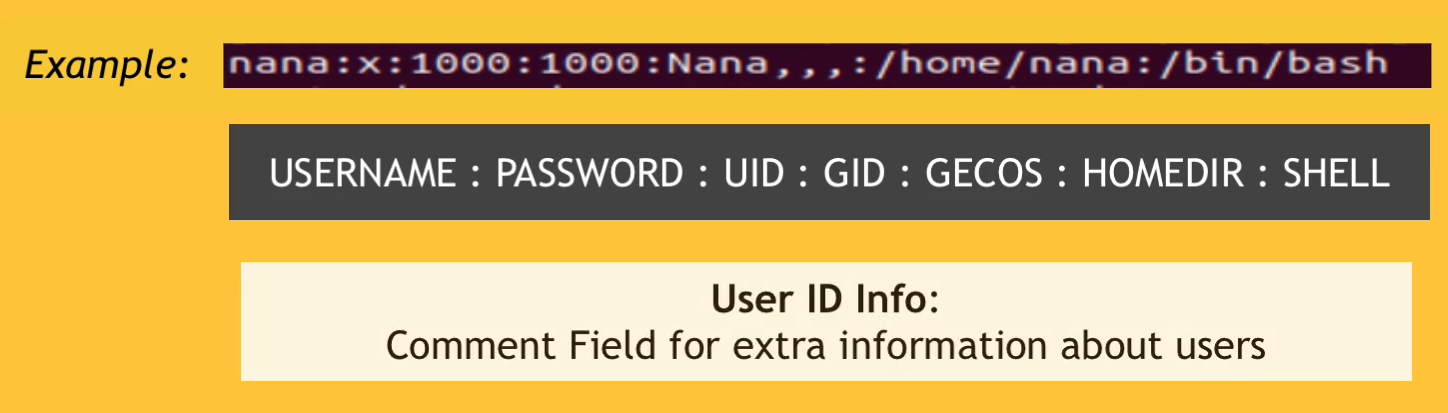 Example: nana:x:1000:1000:Nana,,,:/home/nana:/bin/bash
USERNAME : PASSWORD : UID : GID : GECOS : HOMEDIR : SHELL
User ID Info:
Comment Field for extra information about users